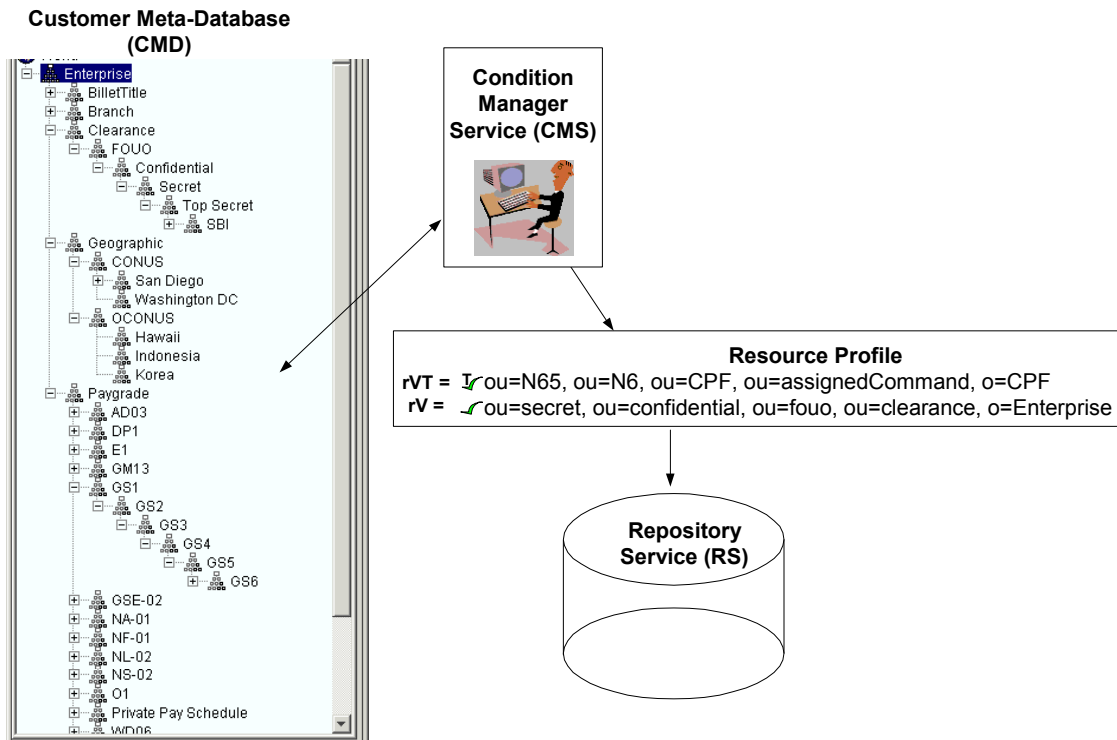 Customer Meta-Database
(CMD)
Enterprise
BilletTitle
Branch
Clearance
FOUO
Confidential
Secret
Top Secret
SBI
Geographic
CONUS
San Diego
Washington DC
OCONUS
Hawaii
Indonesia
Korea
Paygrade
AD03
DP1
E1
GM13
GS1
GS2
GS3
GS4
GS5
GS6
GSE-02
NA-01
NF-01
NL-02
NS-02
O1
Private Pay Schedule
WD06
Condition
Manager
Service (CMS)
Resource Profile
rVT = T ou=N65, ou=N6, ou=CPF, ou=assignedCommand, o=CPF
rV = ou=secret, ou=confidential, ou=fouo, ou=clearance, o=Enterprise
Repository
Service (RS)